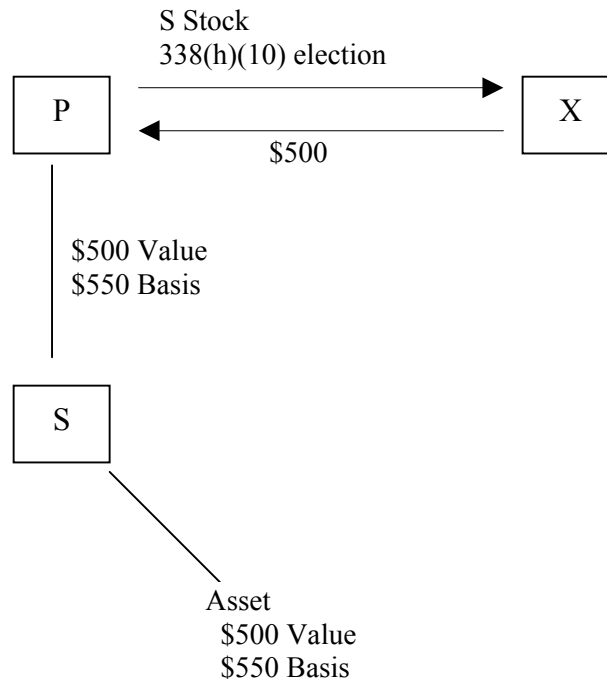 S Stock
338(h)(10) election
P
X
$500
$500 Value
$550 Basis
S
Asset
$500 Value
$550 Basis